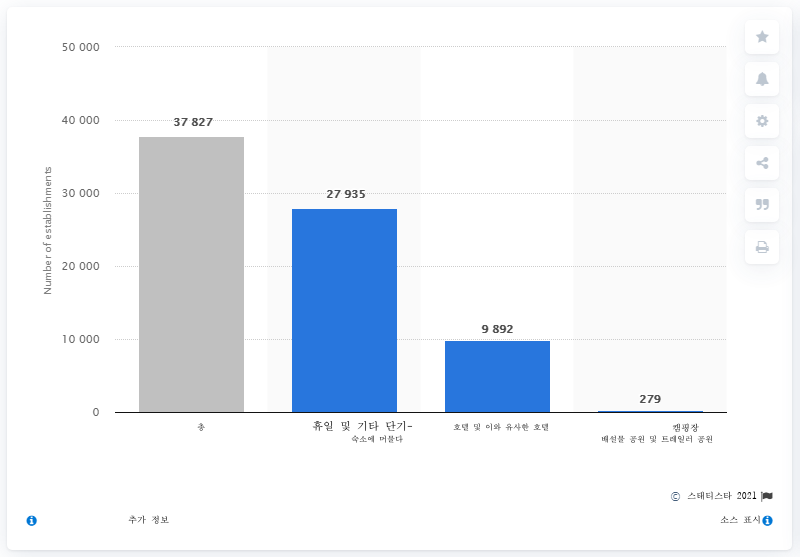 50 000
40 000
30 000
20 000
10 000
0
Number of establishments
37 827
27 935
9 892
279
총
휴일 및 기타 단기-
숙소에 머물다
호텔 및 이와 유사한 호텔
캠핑장
배설물 공원 및 트레일러 공원
© 스태티스타 2021
추가 정보
소스 표시